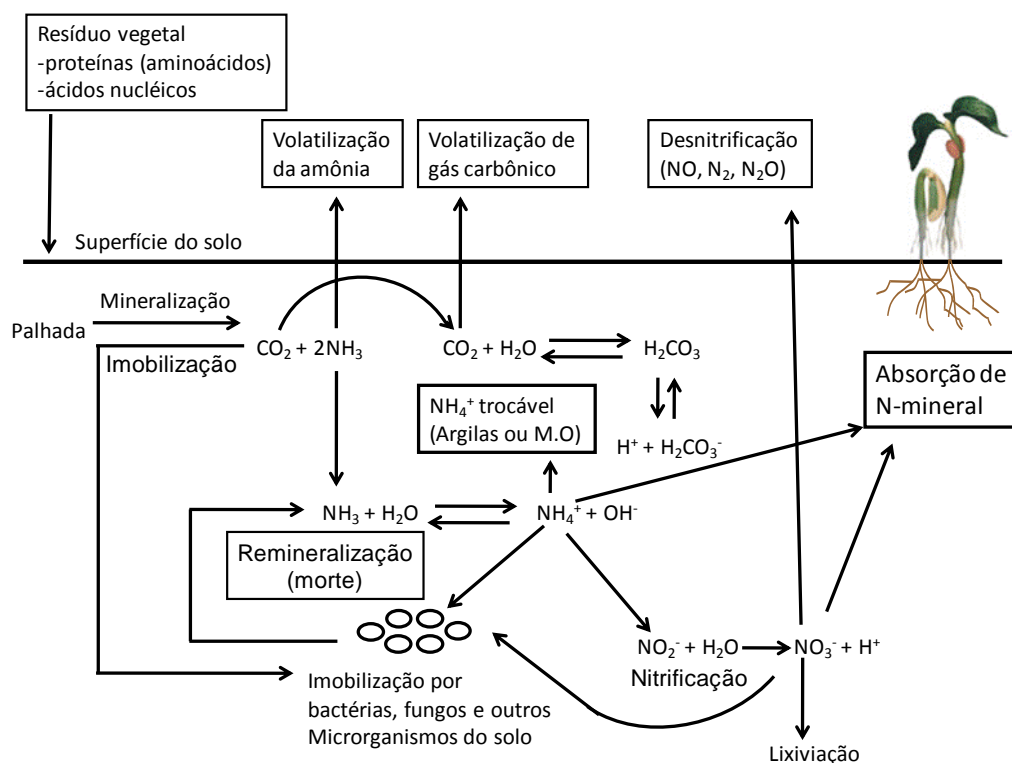 Resíduo vegetal
-proteínas (aminoácidos)
-ácidos nucléicos
Volatilização
da amônia
Volatilização de
gás carbônico
Desnitrificação
(NO, N₂, N₂O)
Superfície do solo
Mineralização
Palhada
Imobilização
CO₂ + 2NH₃
CO₂ + H₂O
H₂CO₃
Absorção de
N-mineral
NH₄⁺ trocável
(Argilas ou M.O)
H⁺ + H₂CO₃⁻
NH₃ + H₂O
NH₄⁺ + OH⁻
Remineralização
(morte)
NO₂⁻ + H₂O
NO₃⁻ + H⁺
Nitrificação
Imobilização por
bactérias, fungos e outros
Microrganismos do solo
Lixiviação